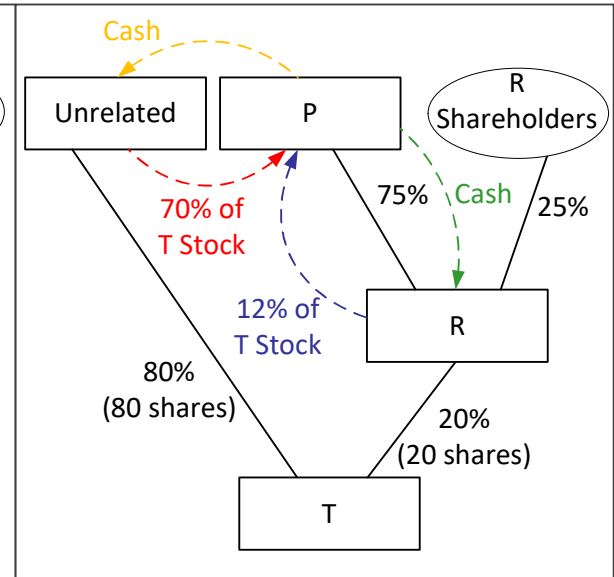 Cash
Unrelated
P
R
Shareholders
70% of
T Stock
75%
Cash
25%
12% of
T Stock
R
80%
(80 shares)
20%
(20 shares)
T